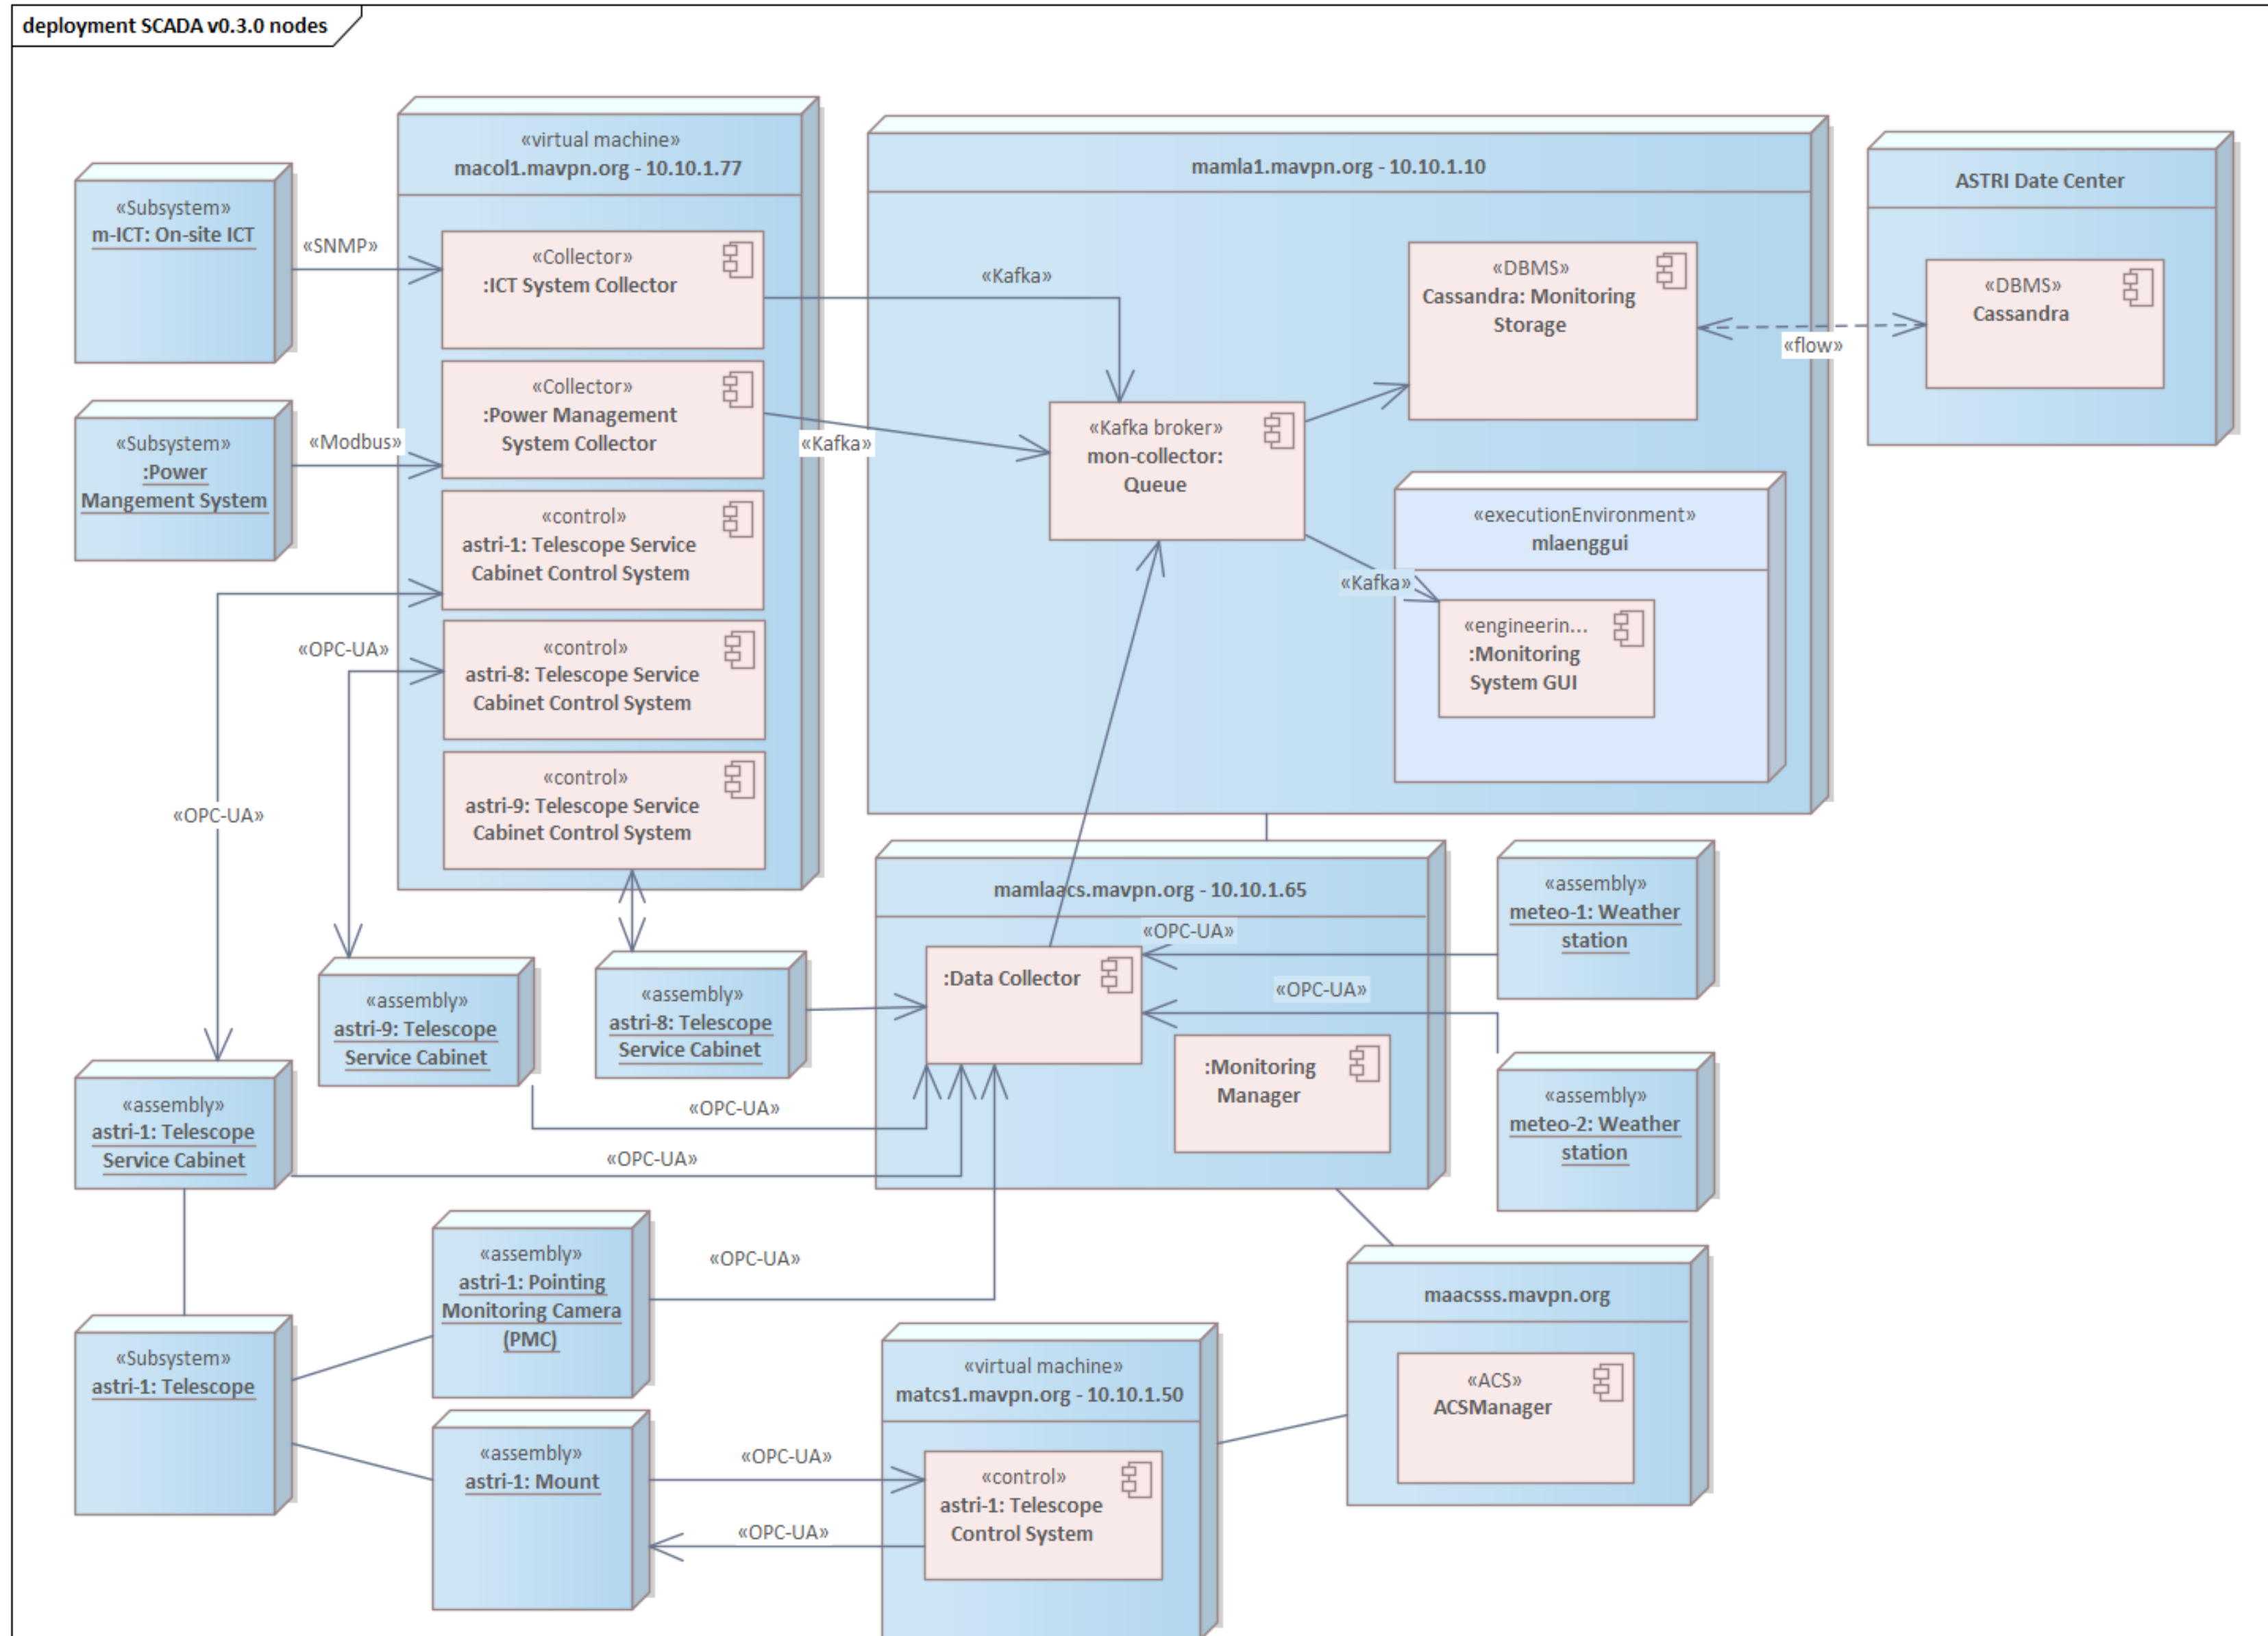 deployment SCADA v0.3.0 nodes
«Subsystem»
m-ICT: On-site ICT
«SNMP»
«Subsystem»
:Power
Mangement System
«Modbus»
«virtual machine»
macol1.mavpn.org - 10.10.1.77
«Collector»
:ICT System Collector
«Collector»
:Power Management
System Collector
«control»
astri-1: Telescope Service
Cabinet Control System
«control»
astri-8: Telescope Service
Cabinet Control System
«control»
astri-9: Telescope Service
Cabinet Control System
«OPC-UA»
«OPC-UA»
«Kafka»
«Kafka»
mamla1.mavpn.org - 10.10.1.10
«Kafka broker»
mon-collector:
Queue
«DBMS»
Cassandra: Monitoring
Storage
«executionEnvironment»
mlaenggui
«Kafka»
«engineerin...
:Monitoring
System GUI
«flow»
ASTRI Date Center
«DBMS»
Cassandra
mamlaacs.mavpn.org - 10.10.1.65
:Data Collector
«OPC-UA»
«OPC-UA»
:Monitoring
Manager
«assembly»
meteo-1: Weather
station
«assembly»
meteo-2: Weather
station
«assembly»
astri-9: Telescope
Service Cabinet
«assembly»
astri-8: Telescope
Service Cabinet
«assembly»
astri-1: Telescope
Service Cabinet
«OPC-UA»
«OPC-UA»
«OPC-UA»
«assembly»
astri-1: Pointing
Monitoring Camera
(PMC)
«Subsystem»
astri-1: Telescope
«assembly»
astri-1: Mount
«OPC-UA»
«OPC-UA»
«virtual machine»
matcs1.mavpn.org - 10.10.1.50
«control»
astri-1: Telescope
Control System
maacsss.mavpn.org
«ACS»
ACSManager